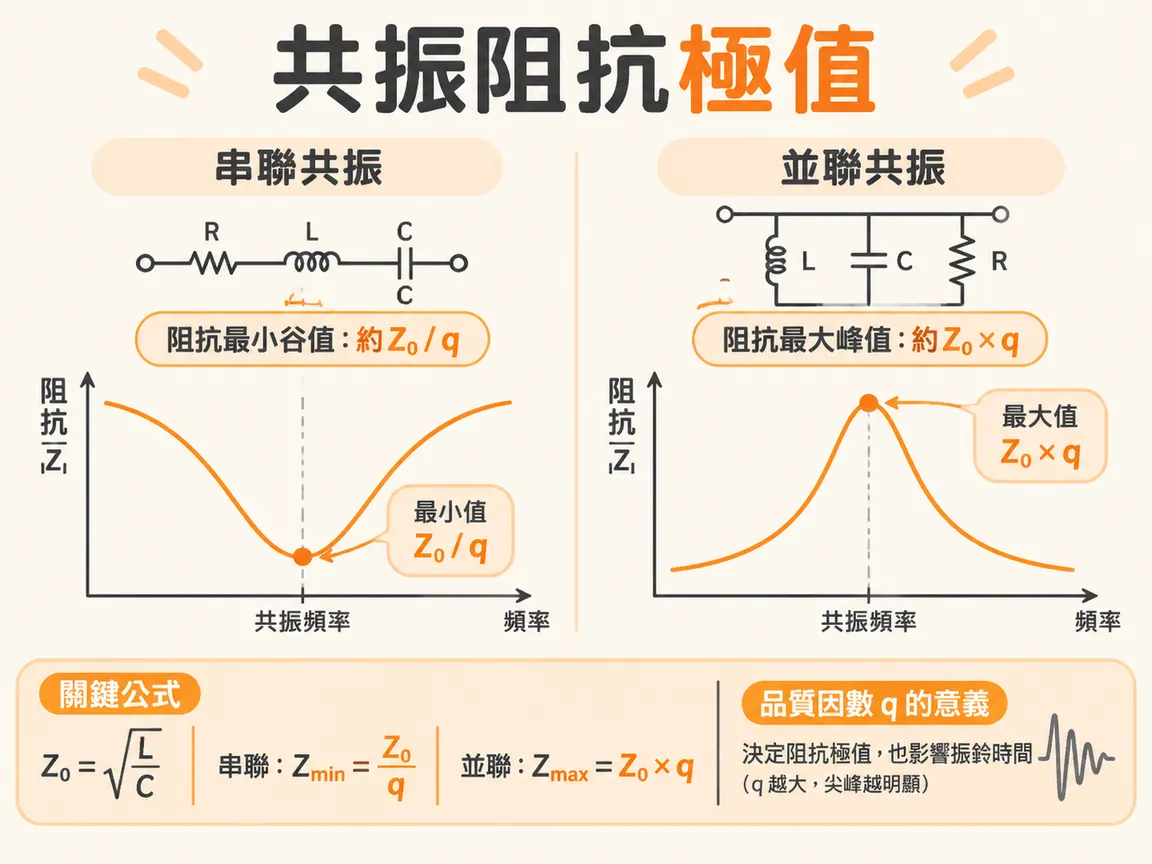 共振阻抗極值
串聯共振
R L C
C
阻抗最小谷值：約 Z₀ / q
阻抗 |Z|
最小值
Z₀ / q
共振頻率
頻率
並聯共振
L C R
阻抗最大峰值：約 Z₀ × q
阻抗 |Z|
最大值
Z₀ × q
共振頻率
頻率
關鍵公式
Z₀ = √(L/C)
串聯：Zmin = Z₀/q
並聯：Zmax = Z₀ × q
品質因數 q 的意義
決定阻抗極值，也影響振鈴時間
（q 越大，尖峰越明顯）